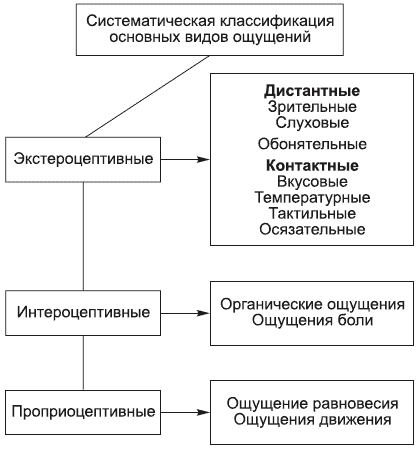 Систематическая классификация
основных видов ощущений
Экстероцептивные
Дистантные
Зрительные
Слуховые
Обонятельные
Контактные
Вкусовые
Температурные
Тактильные
Осязательные
Интероцептивные
Органические ощущения
Ощущения боли
Проприоцептивные
Ощущение равновесия
Ощущения движения